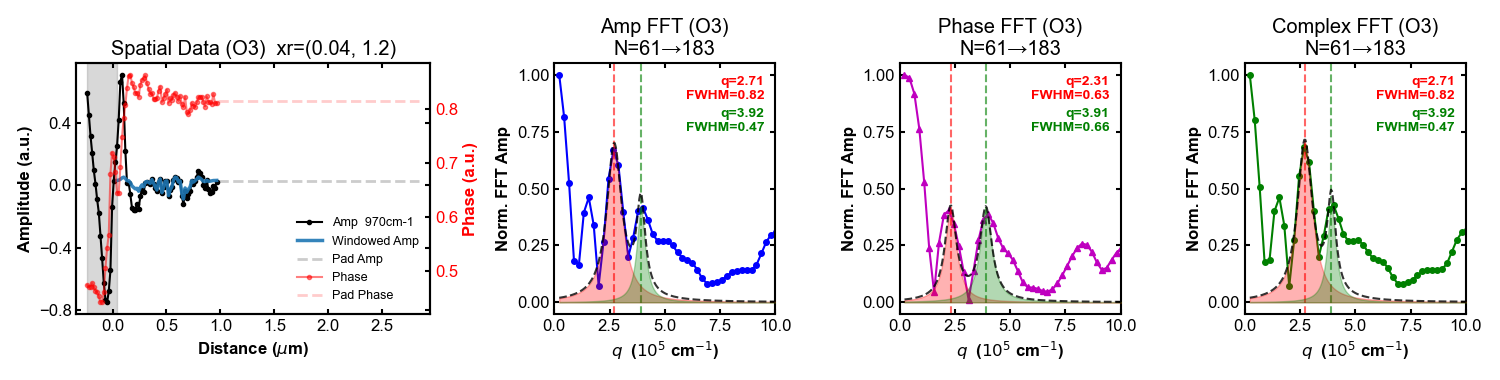 Spatial Data (O3)  xr=(0.04, 1.2)
Amplitude (a.u.)
0.4
0.0
−0.4
−0.8
0.0 0.5 1.0 1.5 2.0 2.5
Distance (μm)
0.8
0.7
0.6
0.5
Phase (a.u.)
Amp  970cm-1
Windowed Amp
Pad Amp
Phase
Pad Phase
Amp FFT (O3)
N=61→183
Norm. FFT Amp
1.00
0.75
0.50
0.25
0.00
0.0 2.5 5.0 7.5 10.0
q  (10⁵ cm⁻¹)
q=2.71
FWHM=0.82
q=3.92
FWHM=0.47
Phase FFT (O3)
N=61→183
Norm. FFT Amp
1.00
0.75
0.50
0.25
0.00
0.0 2.5 5.0 7.5 10.0
q  (10⁵ cm⁻¹)
q=2.31
FWHM=0.63
q=3.91
FWHM=0.66
Complex FFT (O3)
N=61→183
Norm. FFT Amp
1.00
0.75
0.50
0.25
0.00
0.0 2.5 5.0 7.5 10.0
q  (10⁵ cm⁻¹)
q=2.71
FWHM=0.82
q=3.92
FWHM=0.47